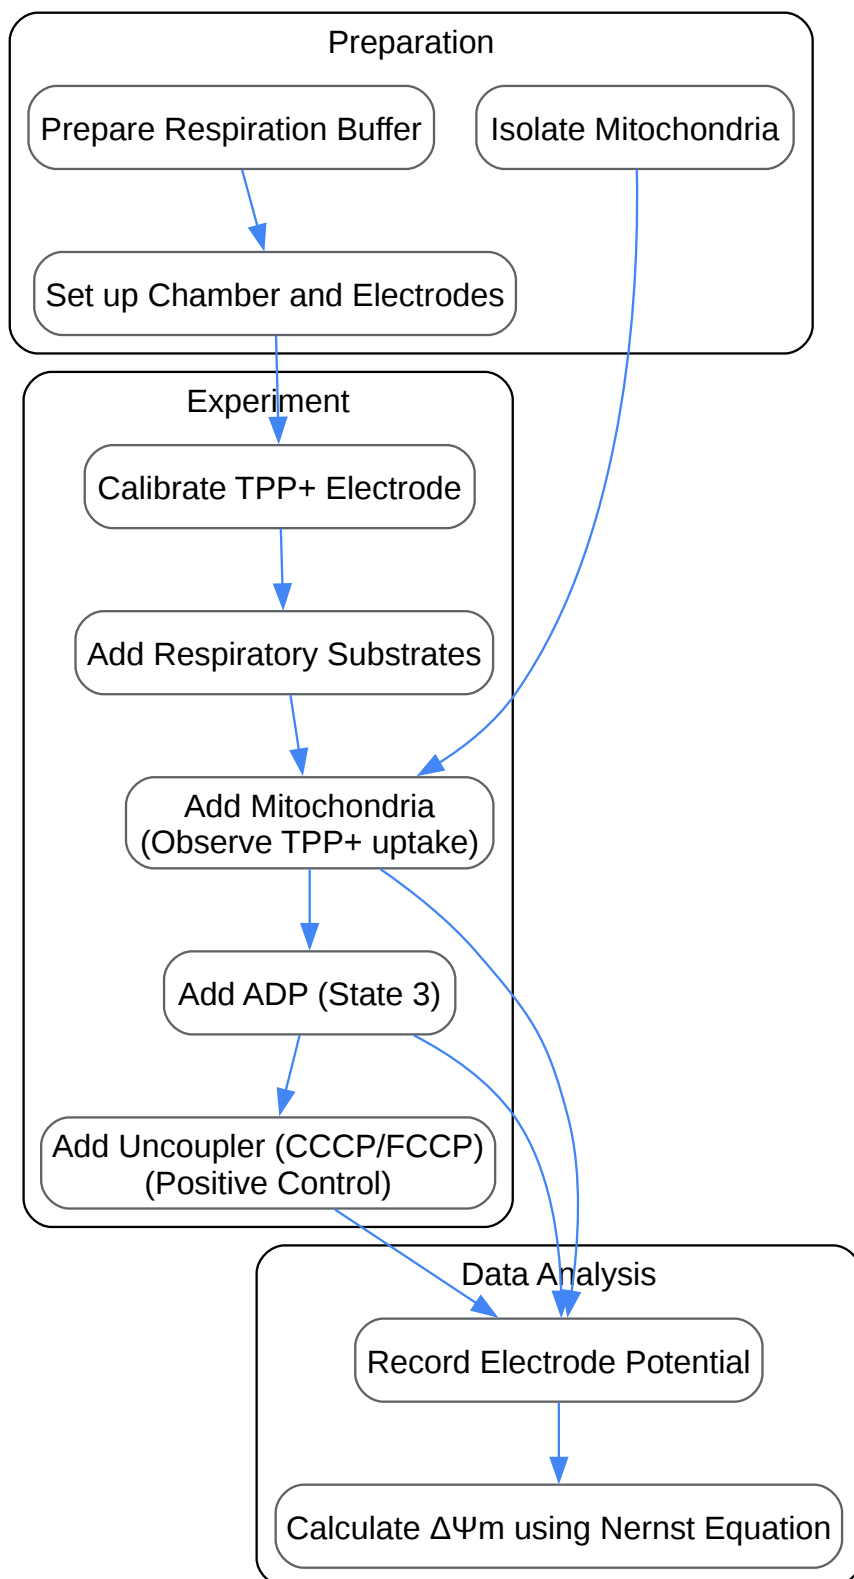 Preparation
Prepare Respiration Buffer
Isolate Mitochondria
Set up Chamber and Electrodes
Experiment
Calibrate TPP+ Electrode
Add Respiratory Substrates
Add Mitochondria
(Observe TPP+ uptake)
Add ADP (State 3)
Add Uncoupler (CCCP/FCCP)
(Positive Control)
Data Analysis
Record Electrode Potential
Calculate ΔΨm using Nernst Equation